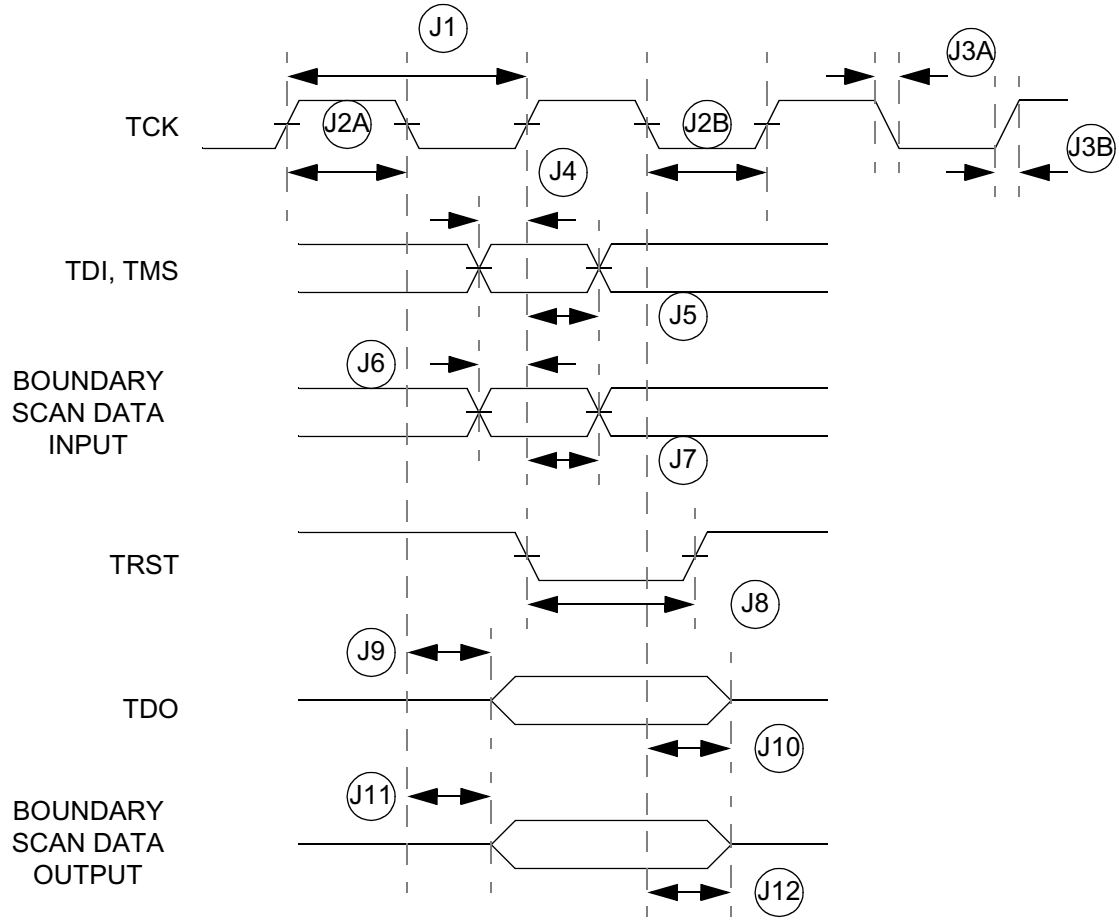 J1
J3A
TCK
J2A
J2B
J3B
J4
TDI, TMS
J5
J6
BOUNDARY
SCAN DATA
INPUT
J7
TRST
J8
J9
TDO
J10
J11
BOUNDARY
SCAN DATA
OUTPUT
J12